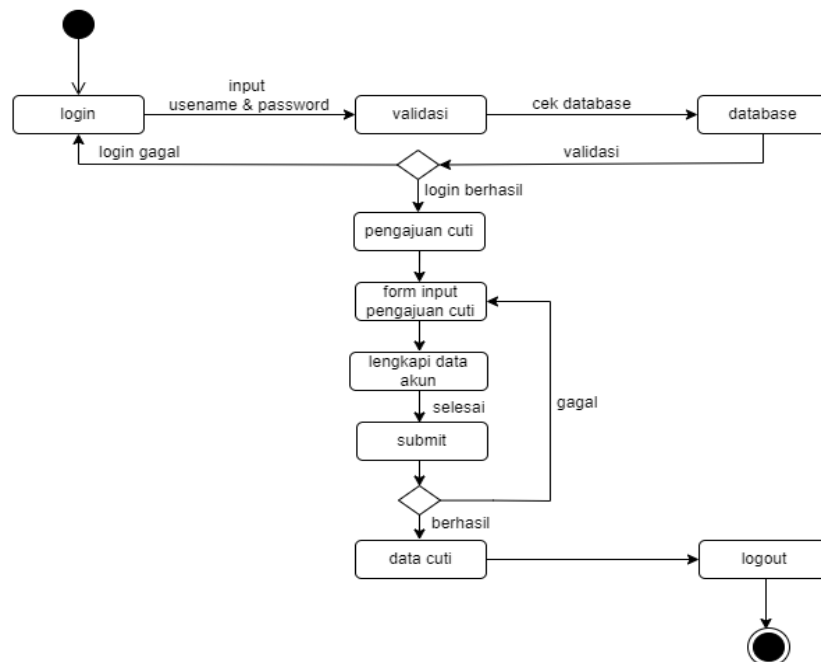 input
usename & password
login
validasi
cek database
database
login gagal
validasi
login berhasil
pengajuan cuti
form input
pengajuan cuti
lengkapi data
akun
selesai
gagal
submit
berhasil
data cuti
logout